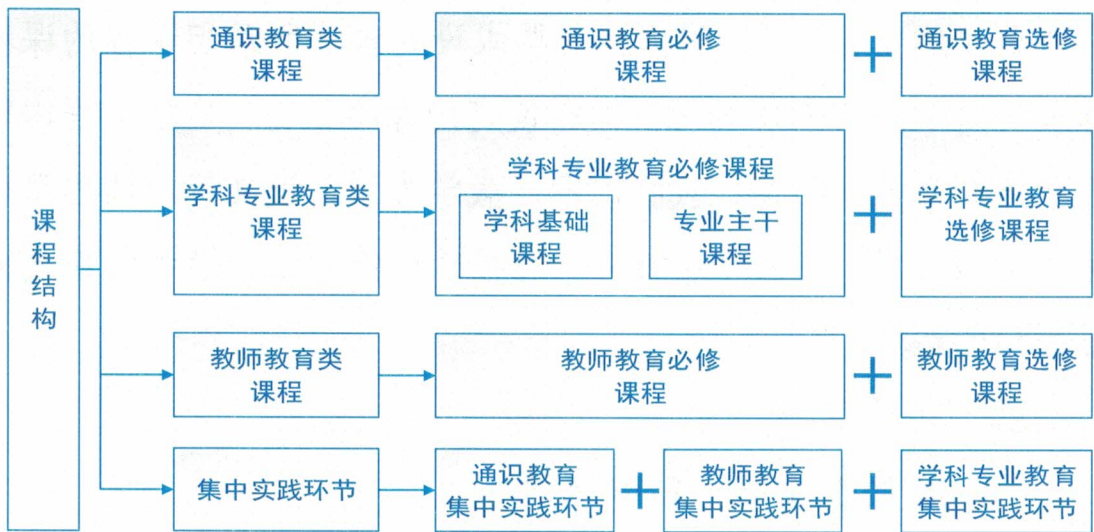 课程结构
通识教育类
课程
通识教育必修
课程
+
通识教育选修
课程
学科专业教育类
课程
学科专业教育必修课程
学科基础
课程
专业主干
课程
+
学科专业教育
选修课程
教师教育类
课程
教师教育必修
课程
+
教师教育选修
课程
集中实践环节
通识教育
集中实践环节
+
教师教育
集中实践环节
+
学科专业教育
集中实践环节